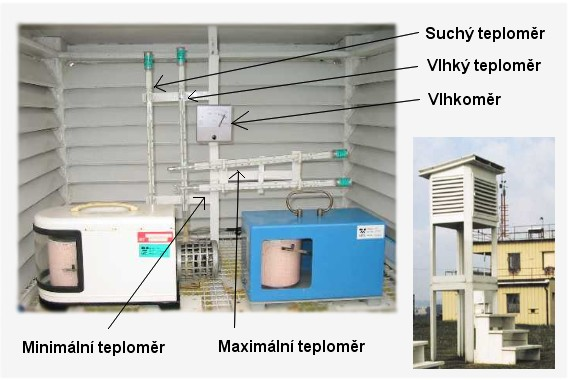 Suchý teploměr
Vlhký teploměr
Vlhkoměr
Minimální teploměr
Maximální teploměr